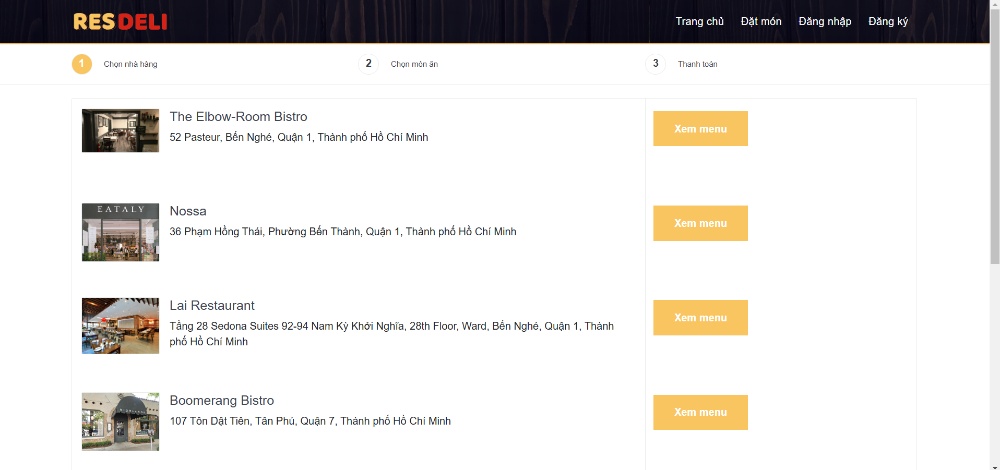 RES DELI
Trang chủ Đặt món Đăng nhập Đăng ký
1 Chọn nhà hàng 2 Chọn món ăn 3 Thanh toán
The Elbow-Room Bistro
52 Pasteur, Bến Nghé, Quận 1, Thành phố Hồ Chí Minh
Xem menu
EATALY
Nossa
36 Phạm Hồng Thái, Phường Bến Thành, Quận 1, Thành phố Hồ Chí Minh
Xem menu
Lai Restaurant
Tầng 28 Sedona Suites 92-94 Nam Kỳ Khởi Nghĩa, 28th Floor, Ward, Bến Nghé, Quận 1, Thành
phố Hồ Chí Minh
Xem menu
HIGHLANDS
Boomerang Bistro
107 Tôn Dật Tiên, Tân Phú, Quận 7, Thành phố Hồ Chí Minh
Xem menu